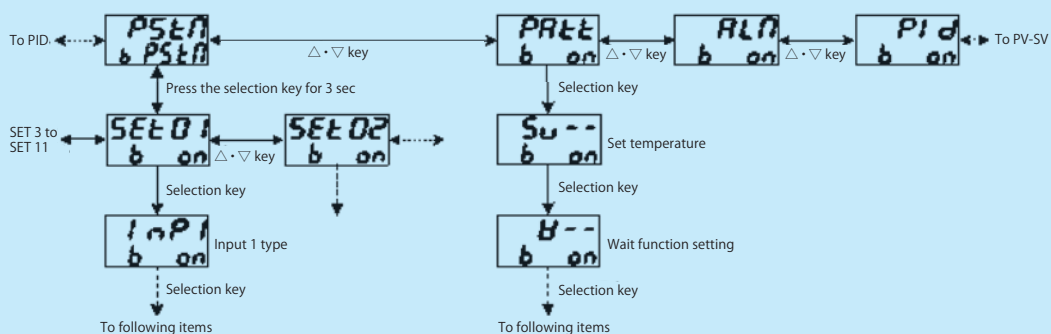 PStM
b PStM
To PID
△・▽ key
PAtt
b on
△・▽ key
ALM
b on
△・▽ key
PId
b on
To PV-SV
Press the selection key for 3 sec
Selection key
SET 3 to
SET 11
SEt01
b on
△・▽ key
SEt02
b on
Sv--
b on
Set temperature
Selection key
Selection key
InP1
b on
Input 1 type
b on
Wait function setting
Selection key
Selection key
To following items
To following items